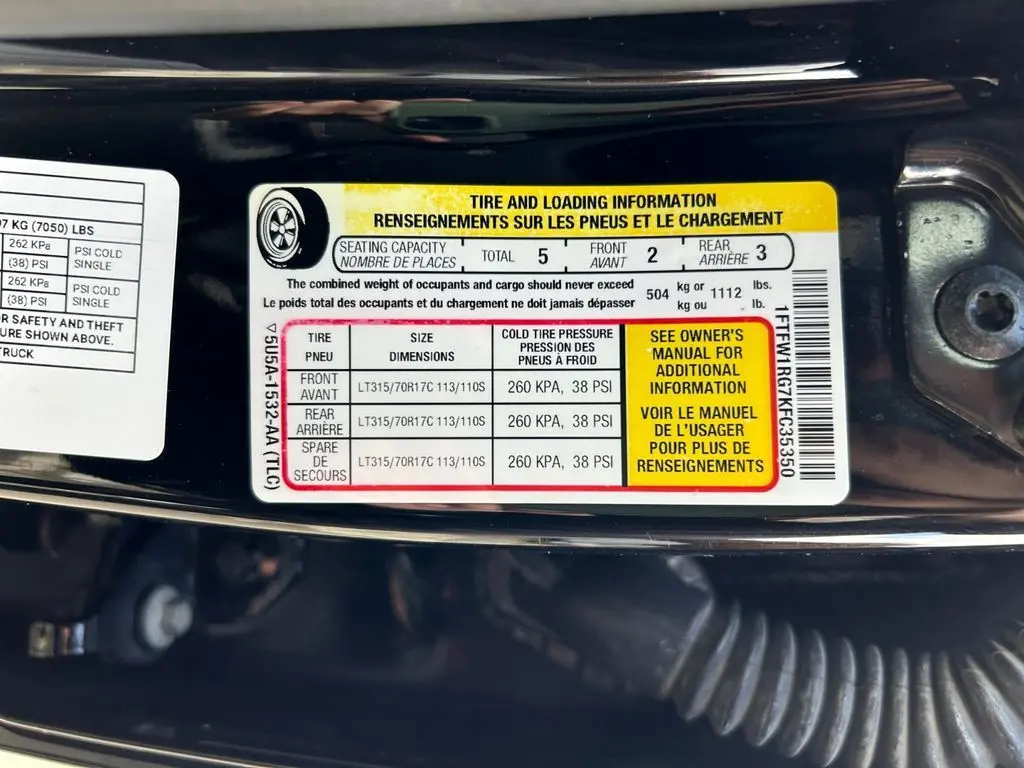 07 KG (7050) LBS
262 KPa
(38) PSI
PSI COLD
SINGLE
262 KPa
(38) PSI
PSI COLD
SINGLE
OR SAFETY AND THEFT
URE SHOWN ABOVE.
TRUCK
TIRE AND LOADING INFORMATION
RENSEIGNEMENTS SUR LES PNEUS ET LE CHARGEMENT
SEATING CAPACITY
NOMBRE DE PLACES
TOTAL 5
FRONT
AVANT 2
REAR
ARRIÈRE 3
The combined weight of occupants and cargo should never exceed 504 kg or 1112 lbs.
Le poids total des occupants et du chargement ne doit jamais dépasser kg ou lb.
TIRE
PNEU
SIZE
DIMENSIONS
COLD TIRE PRESSURE
PRESSION DES
PNEUS À FROID
FRONT
AVANT
LT315/70R17C 113/110S
260 KPA, 38 PSI
REAR
ARRIÈRE
LT315/70R17C 113/110S
260 KPA, 38 PSI
SPARE
DE
SECOURS
LT315/70R17C 113/110S
260 KPA, 38 PSI
SEE OWNER'S
MANUAL FOR
ADDITIONAL
INFORMATION
VOIR LE MANUEL
DE L'USAGER
POUR PLUS DE
RENSEIGNEMENTS
5U5A-1532-AA (TLC)
1FTFW1RG7KFC35350